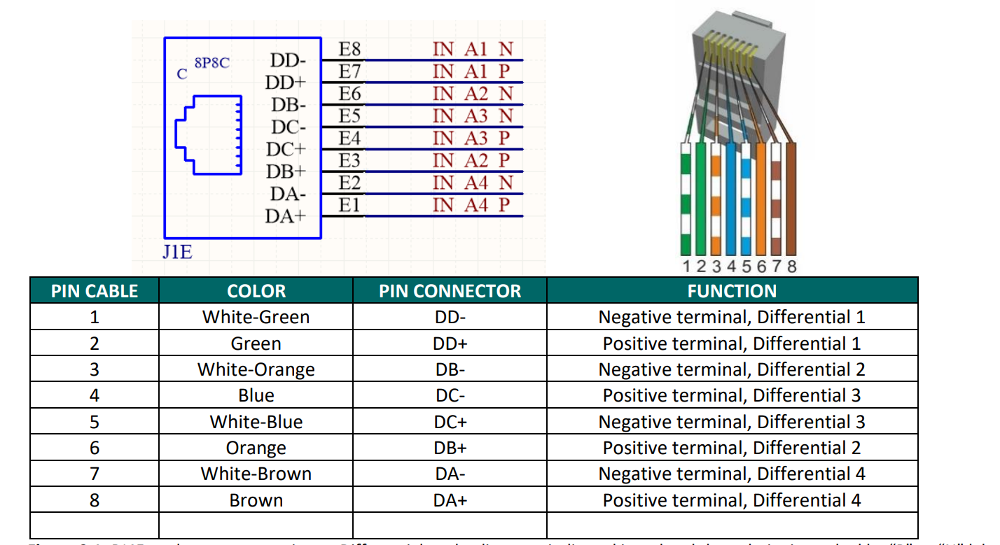 8P8C
C
DD- E8 IN A1 N
DD+ E7 IN A1 P
DB- E6 IN A2 N
DC- E5 IN A3 N
DC+ E4 IN A3 P
DB+ E3 IN A2 P
DA- E2 IN A4 N
DA+ E1 IN A4 P
J1E
1 2 3 4 5 6 7 8
PIN CABLE COLOR PIN CONNECTOR FUNCTION
1 White-Green DD- Negative terminal, Differential 1
2 Green DD+ Positive terminal, Differential 1
3 White-Orange DB- Negative terminal, Differential 2
4 Blue DC- Positive terminal, Differential 3
5 White-Blue DC+ Negative terminal, Differential 3
6 Orange DB+ Positive terminal, Differential 2
7 White-Brown DA- Negative terminal, Differential 4
8 Brown DA+ Positive terminal, Differential 4